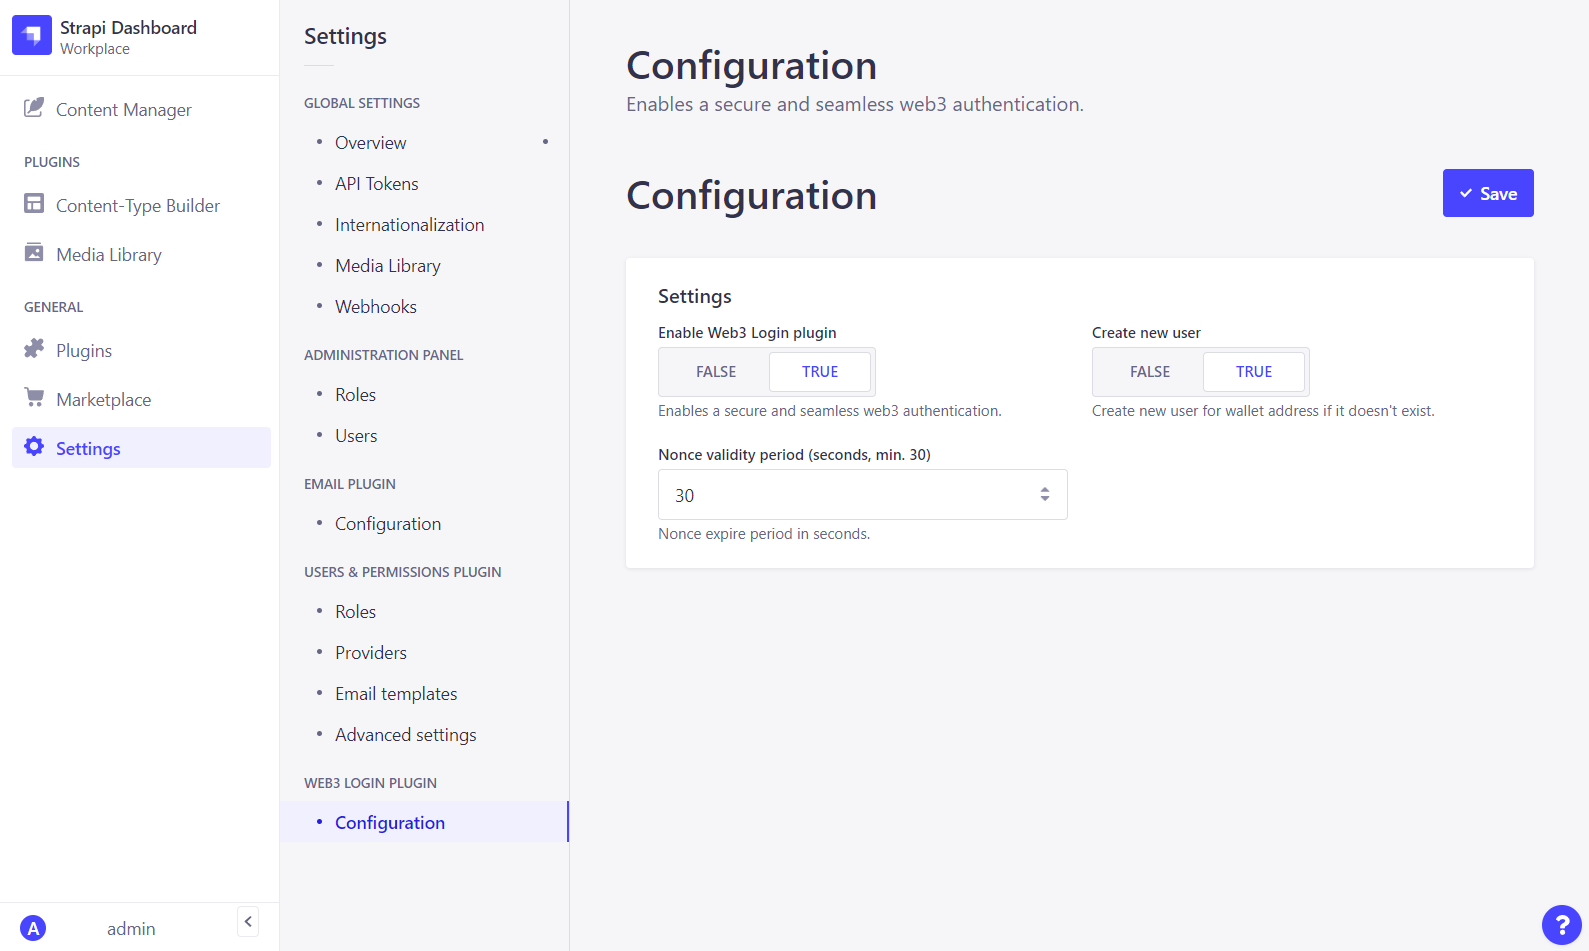 Strapi Dashboard
Workplace
Content Manager
PLUGINS
Content-Type Builder
Media Library
GENERAL
Plugins
Marketplace
Settings
A
admin
Settings
GLOBAL SETTINGS
Overview
API Tokens
Internationalization
Media Library
Webhooks
ADMINISTRATION PANEL
Roles
Users
EMAIL PLUGIN
Configuration
USERS & PERMISSIONS PLUGIN
Roles
Providers
Email templates
Advanced settings
WEB3 LOGIN PLUGIN
Configuration
Configuration
Enables a secure and seamless web3 authentication.
Configuration
Save
Settings
Enable Web3 Login plugin
FALSE TRUE
Enables a secure and seamless web3 authentication.
Create new user
FALSE TRUE
Create new user for wallet address if it doesn't exist.
Nonce validity period (seconds, min. 30)
30
Nonce expire period in seconds.
?